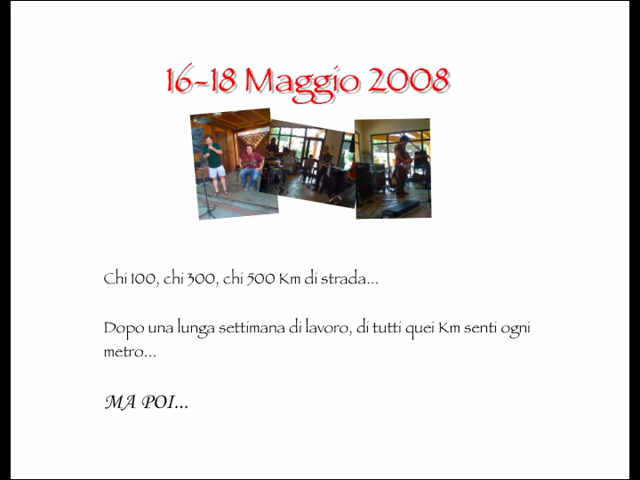 16-18 Maggio 2008
Chi 100, chi 300, chi 500 Km di strada...
Dopo una lunga settimana di lavoro, di tutti quei Km senti ogni
metro...
MA POI...